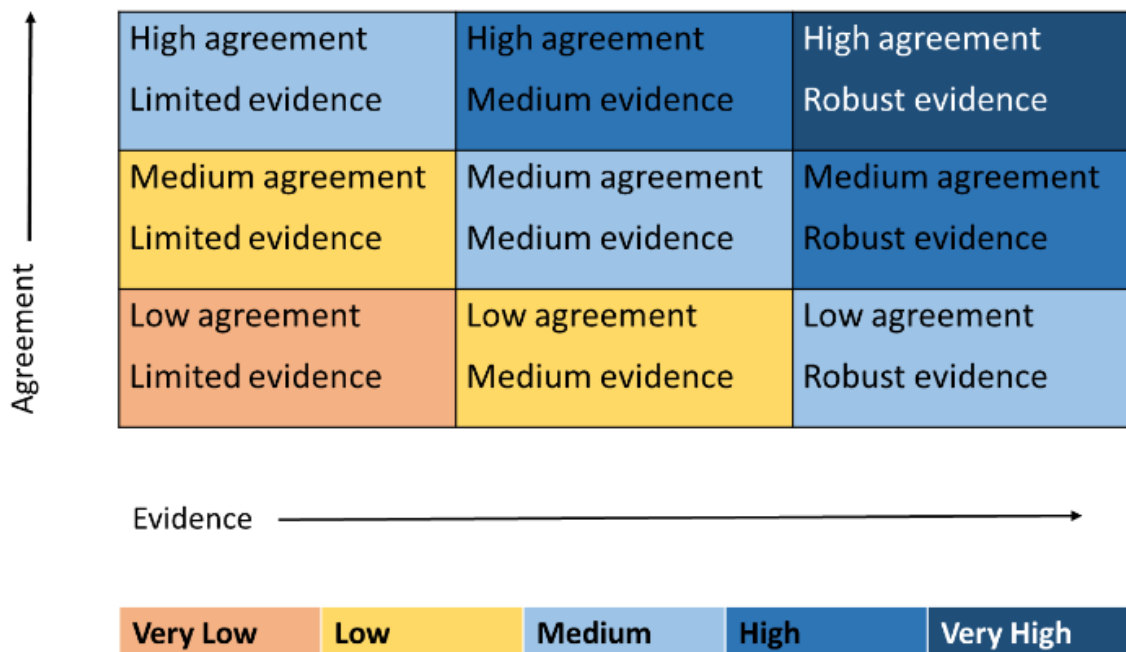 High agreement
Limited evidence
High agreement
Medium evidence
High agreement
Robust evidence
Medium agreement
Limited evidence
Medium agreement
Medium evidence
Medium agreement
Robust evidence
Low agreement
Limited evidence
Low agreement
Medium evidence
Low agreement
Robust evidence
Agreement
Evidence
Very Low
Low
Medium
High
Very High